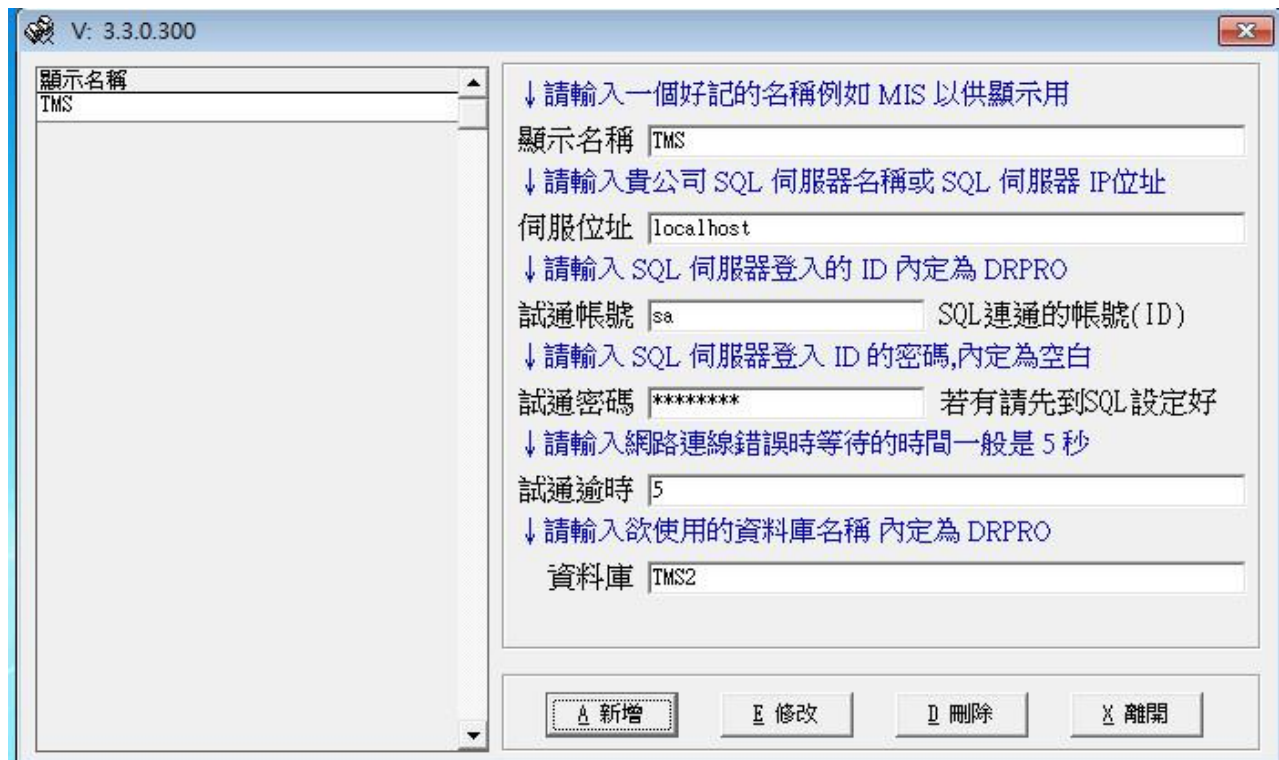 V: 3.3.0.300
顯示名稱
TMS
↓請輸入一個好記的名稱例如 MIS 以供顯示用
顯示名稱 TMS
↓請輸入貴公司 SQL 伺服器名稱或 SQL 伺服器 IP位址
伺服位址 localhost
↓請輸入 SQL 伺服器登入的 ID 內定為 DRPRO
試通帳號 sa SQL連通的帳號(ID)
↓請輸入 SQL 伺服器登入 ID 的密碼,內定為空白
試通密碼 ******** 若有請先到SQL設定好
↓請輸入網路連線錯誤時等待的時間一般是 5 秒
試通逾時 5
↓請輸入欲使用的資料庫名稱 內定為 DRPRO
資料庫 TMS2
A 新增 E 修改 D 刪除 X 離開